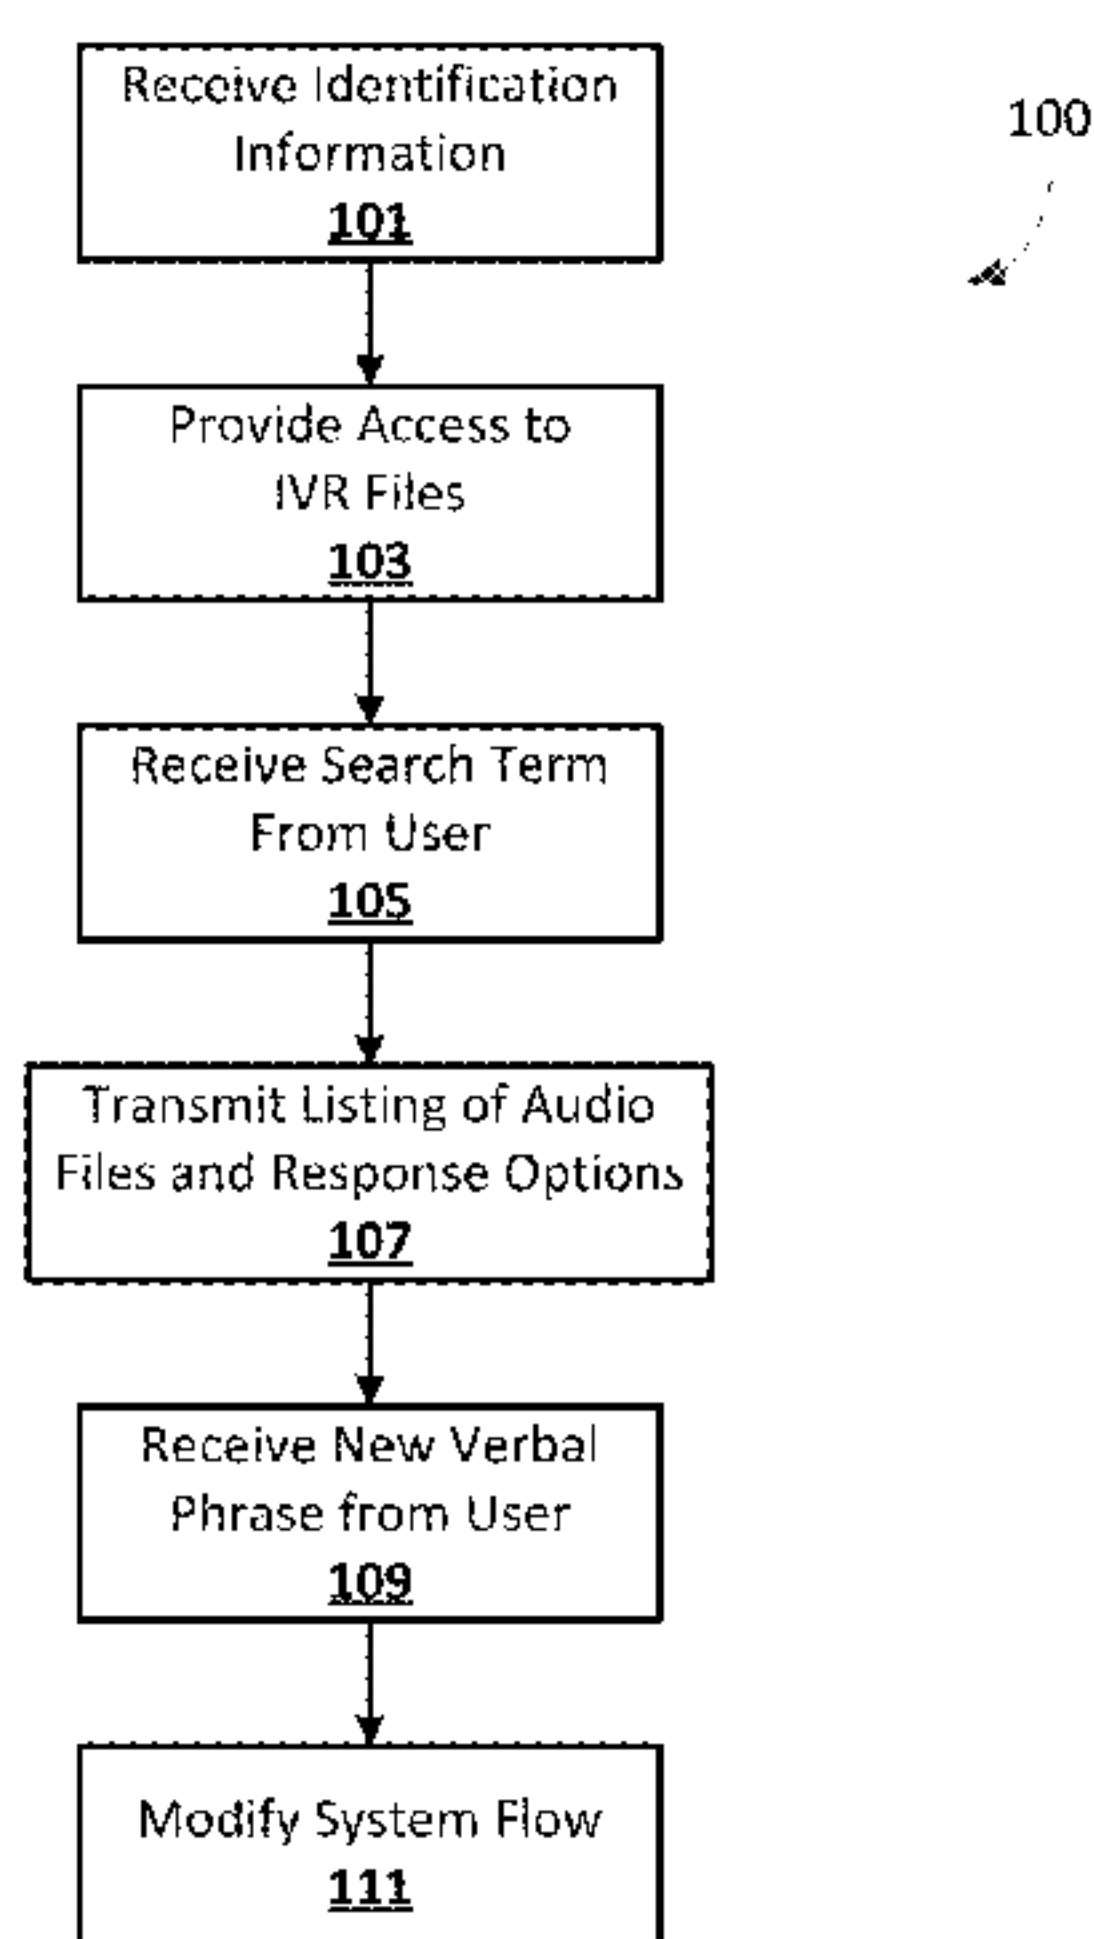 Receive Identification
Information
101
100
Provide Access to
IVR Files
103
Receive Search Term
From User
105
Transmit Listing of Audio
Files and Response Options
107
Receive New Verbal
Phrase from User
109
Modify System Flow
111